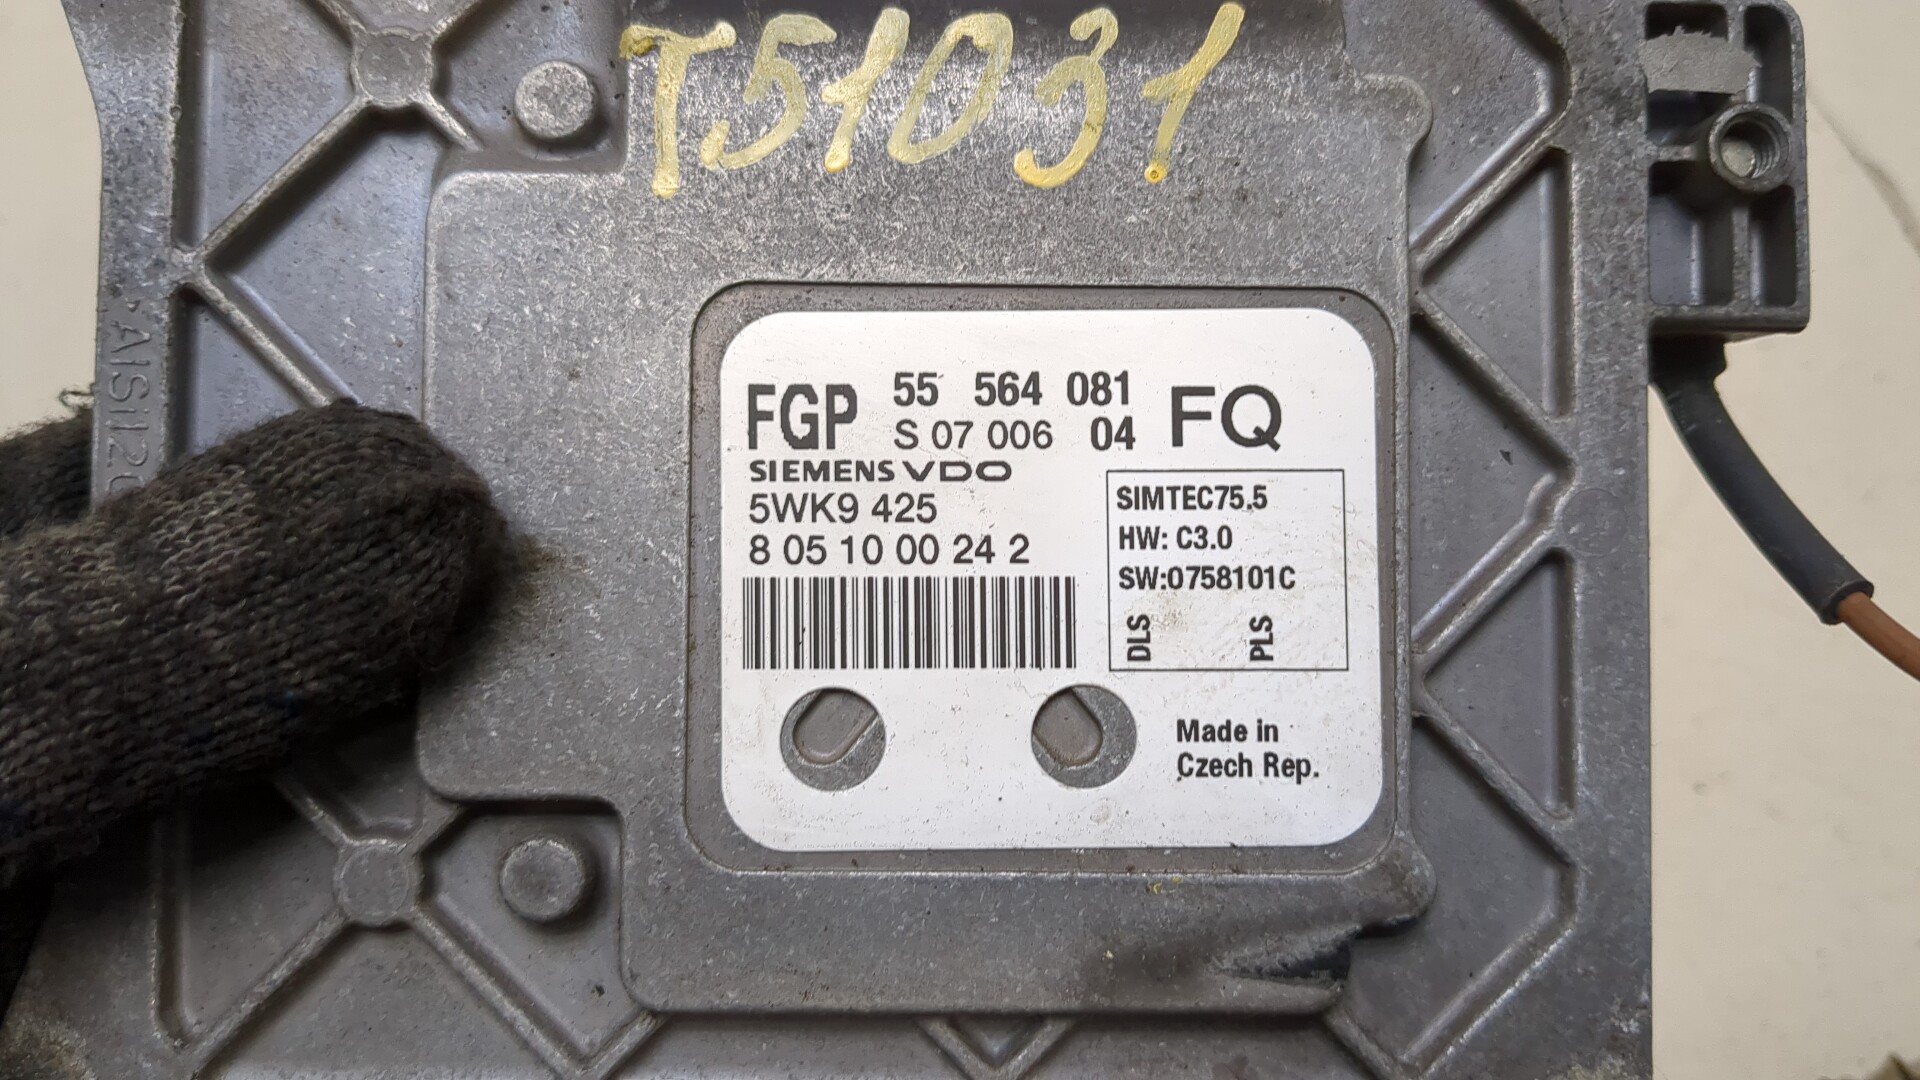 T51031
FGP 55 564 081 FQ
S 07 006 04
SIEMENS VDO
5WK9 425
8 05 10 00 24 2
SIMTEC75.5
HW: C3.0
SW:0758101C
DLS PLS
Made in
Czech Rep.